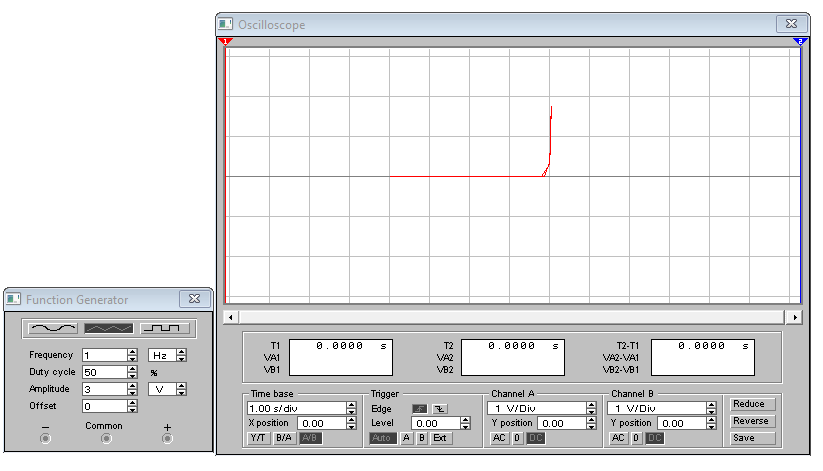 Oscilloscope
1
2
Function Generator
Frequency 1 Hz
Duty cycle 50 %
Amplitude 3 V
Offset 0
− Common +
T1 0.0000 s
VA1
VB1
T2 0.0000 s
VA2
VB2
T2-T1 0.0000 s
VA2-VA1
VB2-VB1
Time base
1.00 s/div
X position 0.00
Y/T B/A A/B
Trigger
Edge
Level 0.00
Auto A B Ext
Channel A
1 V/Div
Y position 0.00
AC 0 DC
Channel B
1 V/Div
Y position 0.00
AC 0 DC
Reduce
Reverse
Save